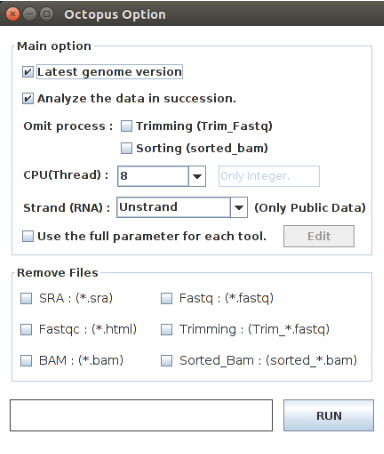 Octopus Option
Main option
Latest genome version
Analyze the data in succession.
Omit process : Trimming (Trim_Fastq)
Sorting (sorted_bam)
CPU(Thread) : 8 Only Integer.
Strand (RNA) : Unstrand (Only Public Data)
Use the full parameter for each tool. Edit
Remove Files
SRA : (*.sra) Fastq : (*.fastq)
Fastqc : (*.html) Trimming : (Trim_*.fastq)
BAM : (*.bam) Sorted_Bam : (sorted_*.bam)
RUN